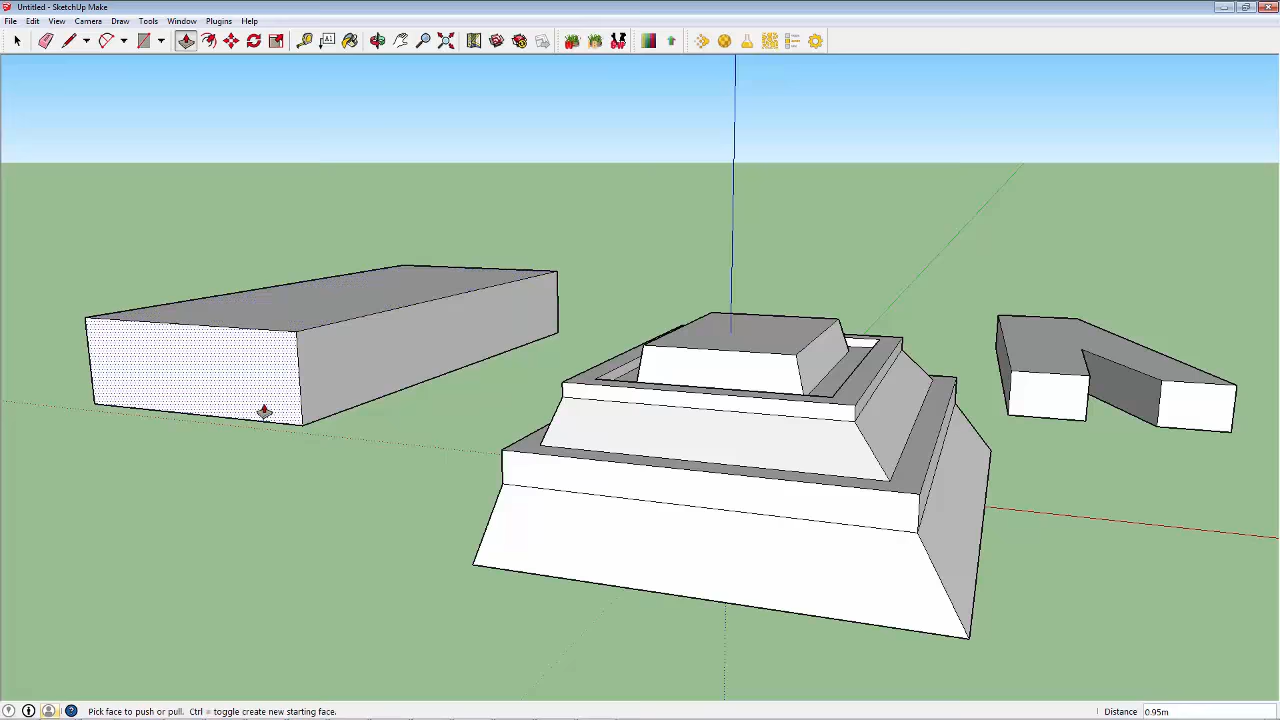 Untitled - SketchUp Make
File Edit View Camera Draw Tools Window Plugins Help
A1
Pick face to push or pull. Ctrl = toggle create new starting face.
Distance 0.95m